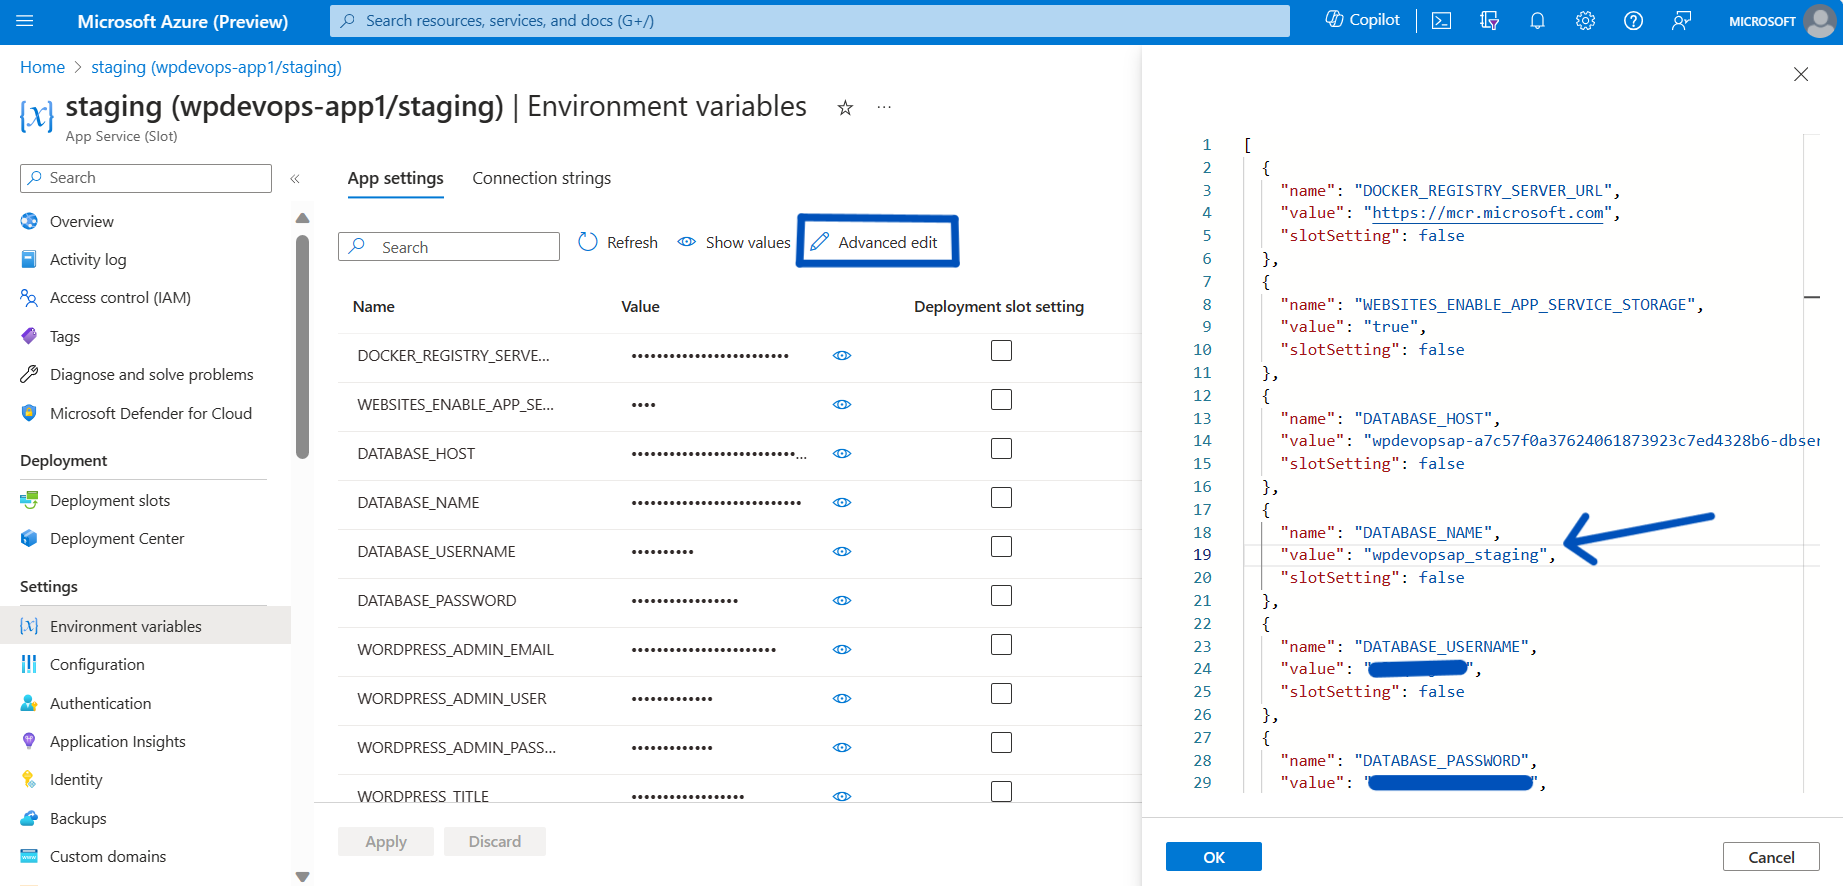 Microsoft Azure (Preview)
Search resources, services, and docs (G+/)
Copilot
MICROSOFT
Home > staging (wpdevops-app1/staging)
staging (wpdevops-app1/staging) | Environment variables
App Service (Slot)
Search
Overview
Activity log
Access control (IAM)
Tags
Diagnose and solve problems
Microsoft Defender for Cloud
Deployment
Deployment slots
Deployment Center
Settings
Environment variables
Configuration
Authentication
Application Insights
Identity
Backups
Custom domains
App settings Connection strings
Search Refresh Show values Advanced edit
Name Value Deployment slot setting
DOCKER_REGISTRY_SERVE... •••••••••••••••••••••••••
WEBSITES_ENABLE_APP_SE... ••••
DATABASE_HOST ••••••••••••••••••••••••••...
DATABASE_NAME •••••••••••••••••••••••••••
DATABASE_USERNAME ••••••••••
DATABASE_PASSWORD •••••••••••••••••
WORDPRESS_ADMIN_EMAIL •••••••••••••••••••••••
WORDPRESS_ADMIN_USER •••••••••••••
WORDPRESS_ADMIN_PASS... •••••••••••••
WORDPRESS_TITLE ••••••••••••••••••
Apply Discard
1 [
2 {
3 "name": "DOCKER_REGISTRY_SERVER_URL",
4 "value": "https://mcr.microsoft.com",
5 "slotSetting": false
6 },
7 {
8 "name": "WEBSITES_ENABLE_APP_SERVICE_STORAGE",
9 "value": "true",
10 "slotSetting": false
11 },
12 {
13 "name": "DATABASE_HOST",
14 "value": "wpdevopsap-a7c57f0a37624061873923c7ed4328b6-dbser
15 "slotSetting": false
16 },
17 {
18 "name": "DATABASE_NAME",
19 "value": "wpdevopsap_staging",
20 "slotSetting": false
21 },
22 {
23 "name": "DATABASE_USERNAME",
24 "value": "",
25 "slotSetting": false
26 },
27 {
28 "name": "DATABASE_PASSWORD",
29 "value": "",
OK Cancel